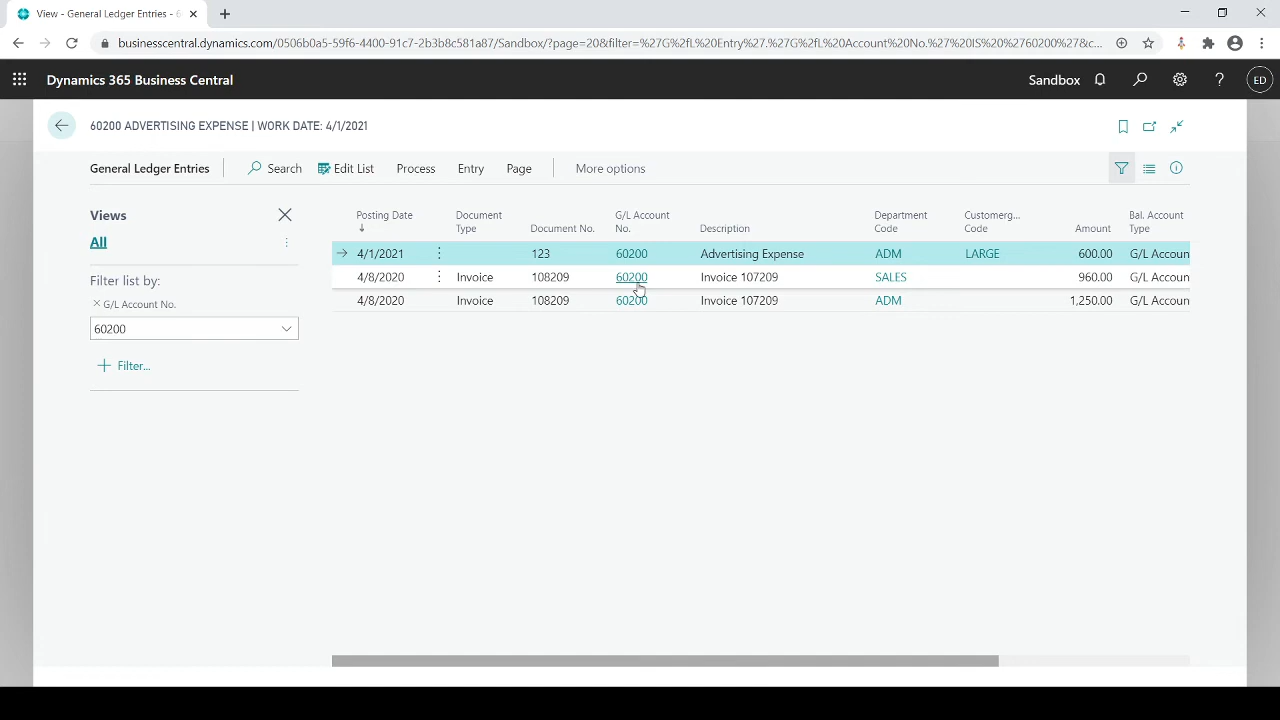 View - General Ledger Entries - 6
businesscentral.dynamics.com/0506b0a5-59f6-4400-91c7-2b3b8c581a87/Sandbox/?page=20&filter=%27G%2fL%20Entry%27.%27G%2fL%20Account%20No.%27%20IS%20%2760200%27&c...
Dynamics 365 Business Central
Sandbox
ED
60200 ADVERTISING EXPENSE | WORK DATE: 4/1/2021
General Ledger Entries
Search
Edit List
Process
Entry
Page
More options
Views
All
Filter list by:
G/L Account No.
60200
Filter...
Posting Date
Document Type
Document No.
G/L Account No.
Description
Department Code
Customerg... Code
Amount
Bal. Account Type
4/1/2021 123 60200 Advertising Expense ADM LARGE 600.00 G/L Accoun
4/8/2020 Invoice 108209 60200 Invoice 107209 SALES 960.00 G/L Accoun
4/8/2020 Invoice 108209 60200 Invoice 107209 ADM 1,250.00 G/L Accoun